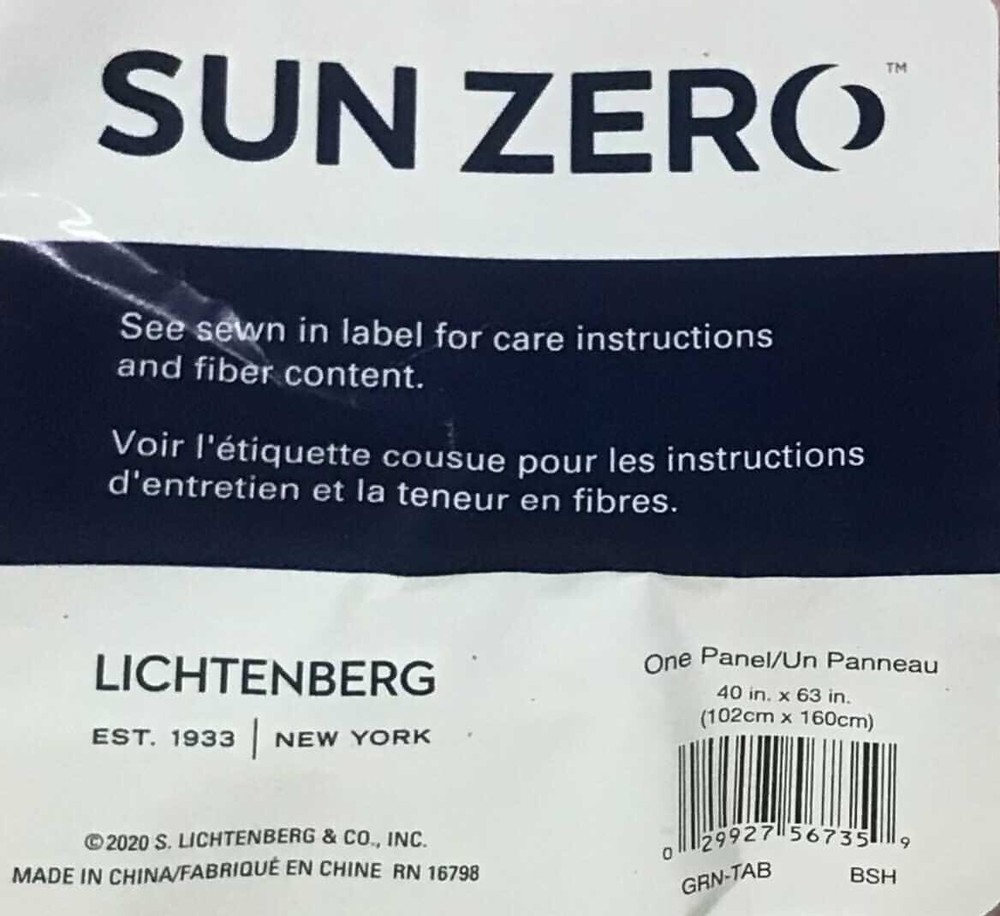 SUN ZERO™
See sewn in label for care instructions
and fiber content.
Voir l'étiquette cousue pour les instructions
d'entretien et la teneur en fibres.
LICHTENBERG
EST. 1933 | NEW YORK
©2020 S. LICHTENBERG & CO., INC.
MADE IN CHINA/FABRIQUÉ EN CHINE RN 16798
One Panel/Un Panneau
40 in. x 63 in.
(102cm x 160cm)
0 29927 56735 9
GRN-TAB BSH